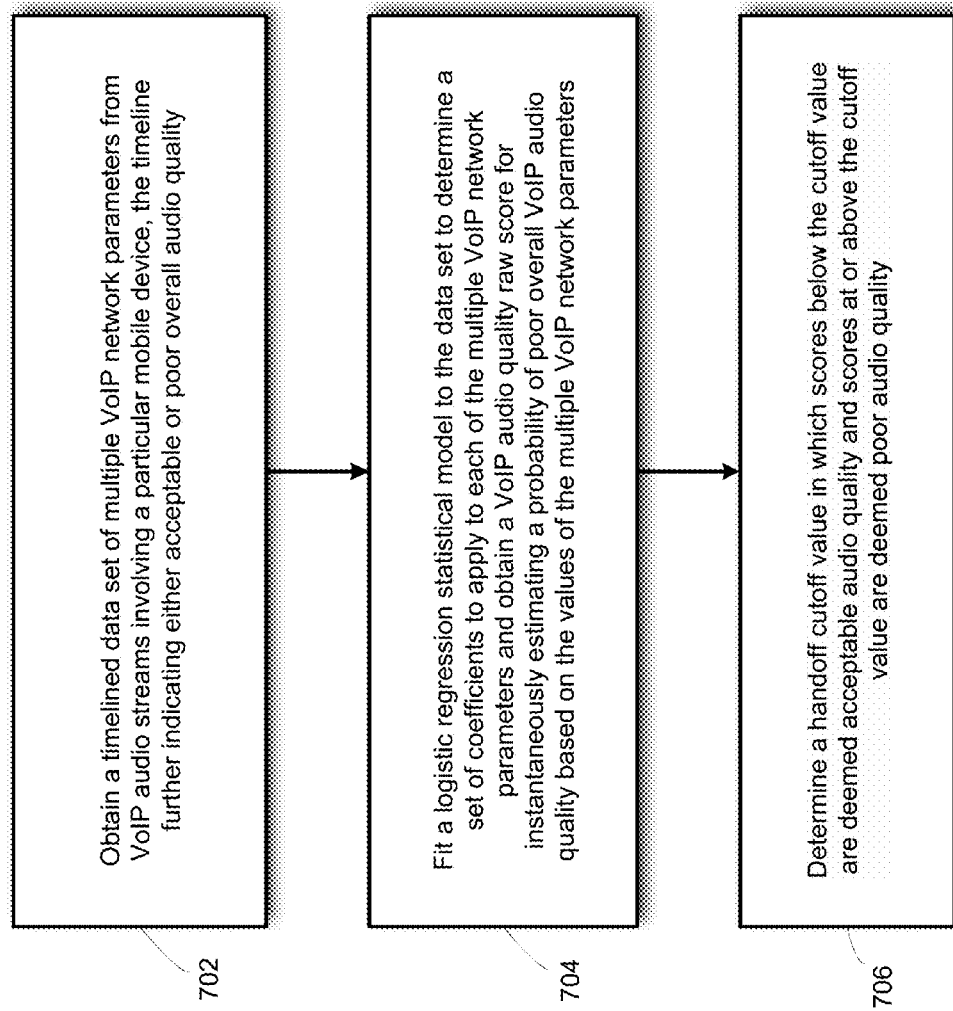 Obtain a timelined data set of multiple VoIP network parameters from
VoIP audio streams involving a particular mobile device, the timeline
further indicating either acceptable or poor overall audio quality
702
Fit a logistic regression statistical model to the data set to determine a
set of coefficients to apply to each of the multiple VoIP network
parameters and obtain a VoIP audio quality raw score for
instantaneously estimating a probability of poor overall VoIP audio
quality based on the values of the multiple VoIP network parameters
704
Determine a handoff cutoff value in which scores below the cutoff value
are deemed acceptable audio quality and scores at or above the cutoff
value are deemed poor audio quality
706